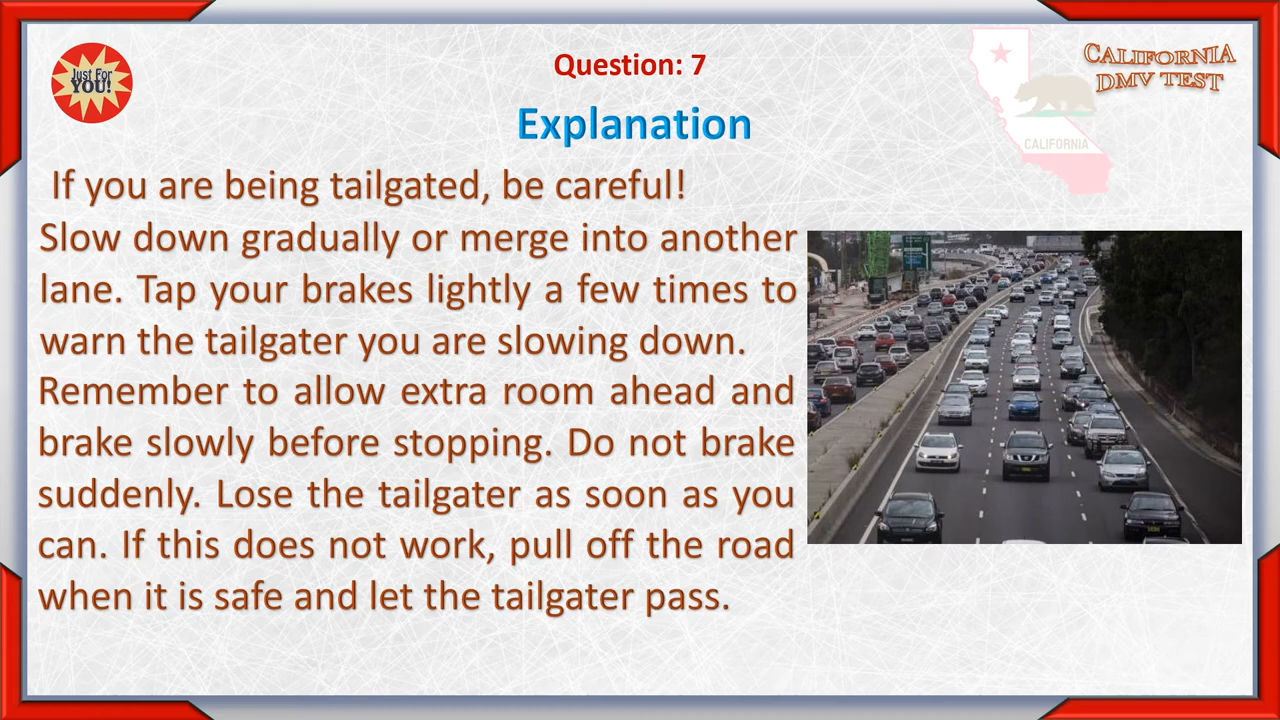 Just For
YOU!
Question: 7
CALIFORNIA
DMV TEST
Explanation
CALIFORNIA
If you are being tailgated, be careful!
Slow down gradually or merge into another
lane. Tap your brakes lightly a few times to
warn the tailgater you are slowing down.
Remember to allow extra room ahead and
brake slowly before stopping. Do not brake
suddenly. Lose the tailgater as soon as you
can. If this does not work, pull off the road
when it is safe and let the tailgater pass.